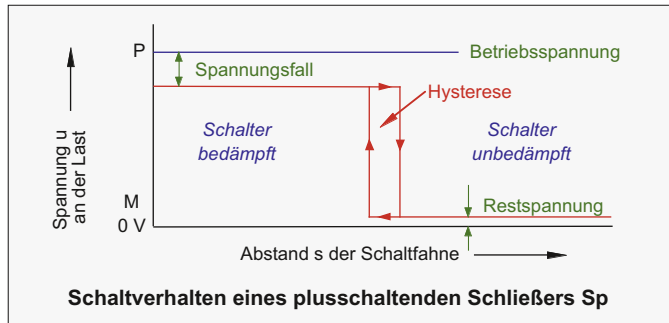 P
Betriebsspannung
Spannungsfall
Hysterese
Schalter
bedämpft
Schalter
unbedämpft
Spannung u
an der Last
M
0 V
Restspannung
Abstand s der Schaltfahne
Schaltverhalten eines plusschaltenden Schließers Sp